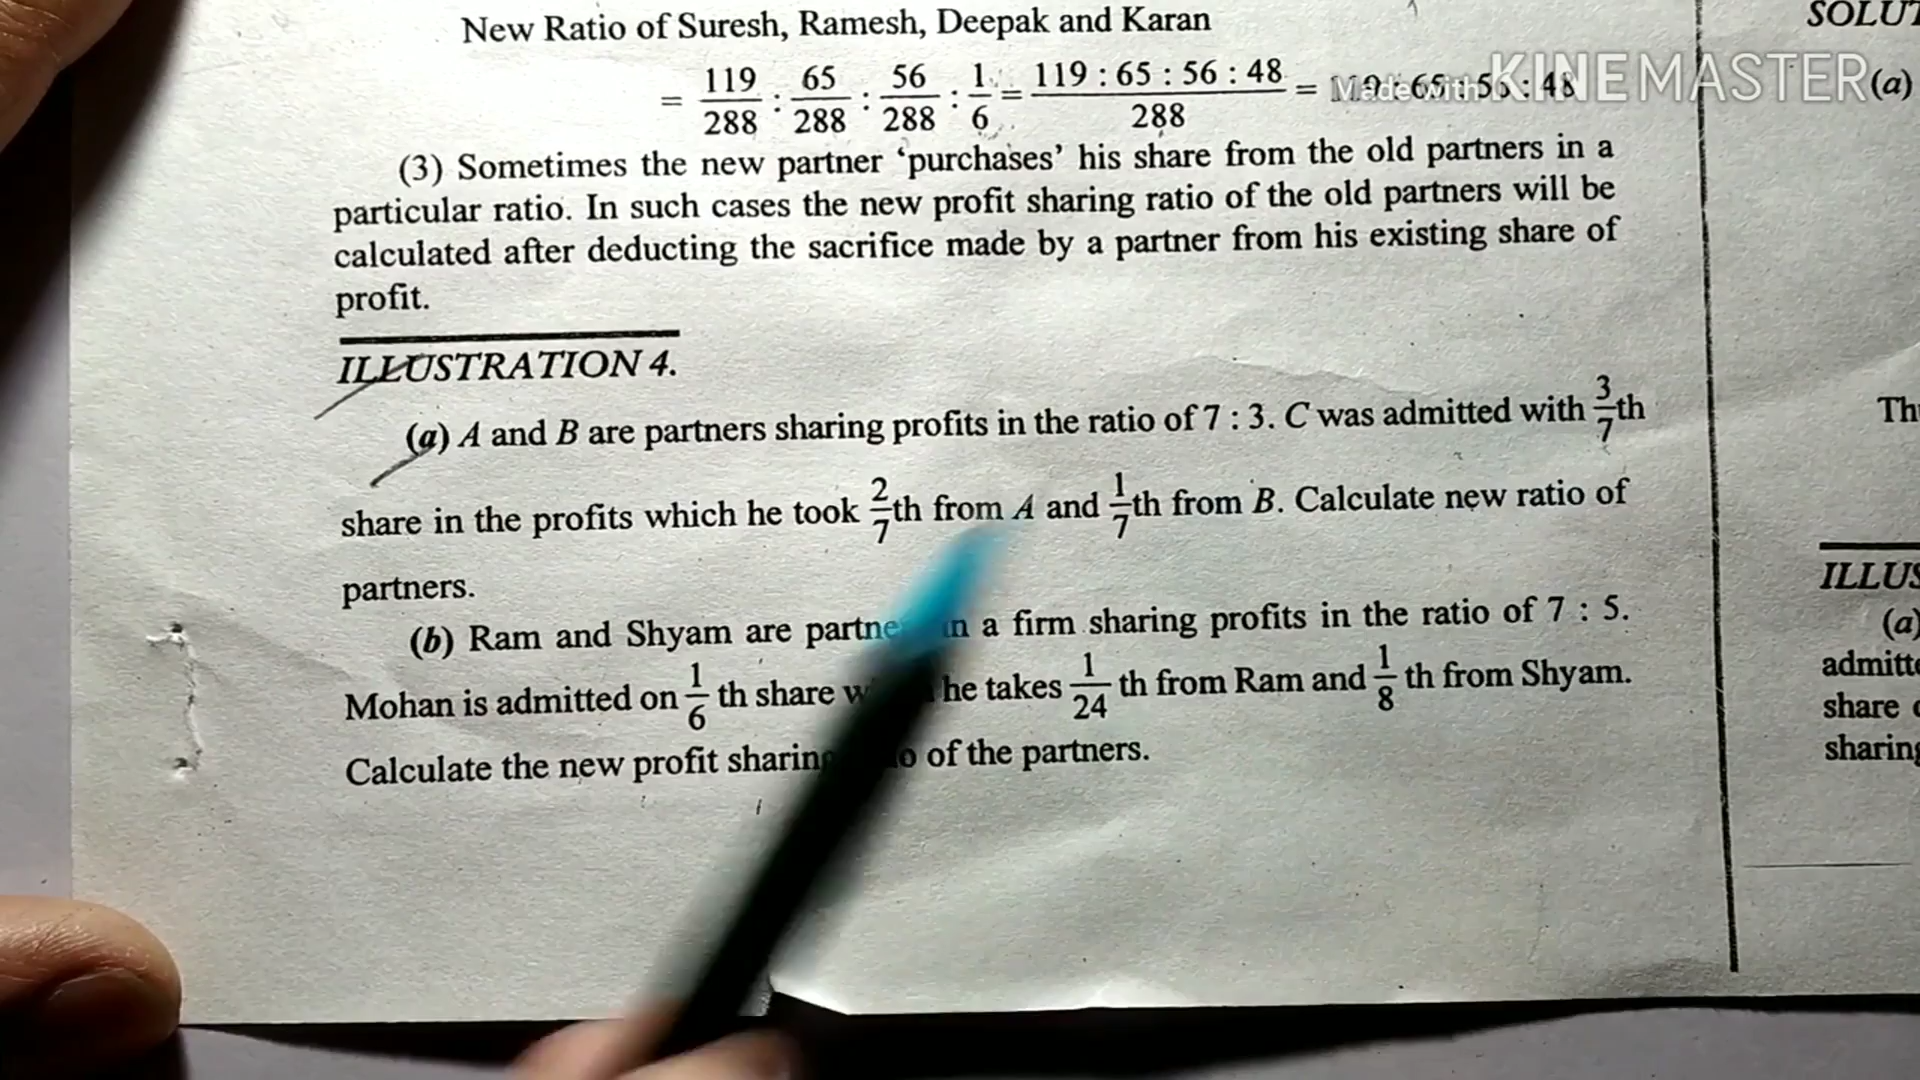 New Ratio of Suresh, Ramesh, Deepak and Karan
= 119/288 : 65/288 : 56/288 : 1/6 = 119 : 65 : 56 : 48 / 288 = 119 : 65 : 56 : 48
Made with KINEMASTER
(3) Sometimes the new partner ‘purchases’ his share from the old partners in a
particular ratio. In such cases the new profit sharing ratio of the old partners will be
calculated after deducting the sacrifice made by a partner from his existing share of
profit.
ILLUSTRATION 4.
(a) A and B are partners sharing profits in the ratio of 7 : 3. C was admitted with 3/7th
share in the profits which he took 2/7th from A and 1/7th from B. Calculate new ratio of
partners.
(b) Ram and Shyam are in a firm sharing profits in the ratio of 7 : 5.
Mohan is admitted on 1/6 th share he takes 1/24 th from Ram and 1/8 th from Shyam.
Calculate the new profit of the partners.
(a)
(a)
share